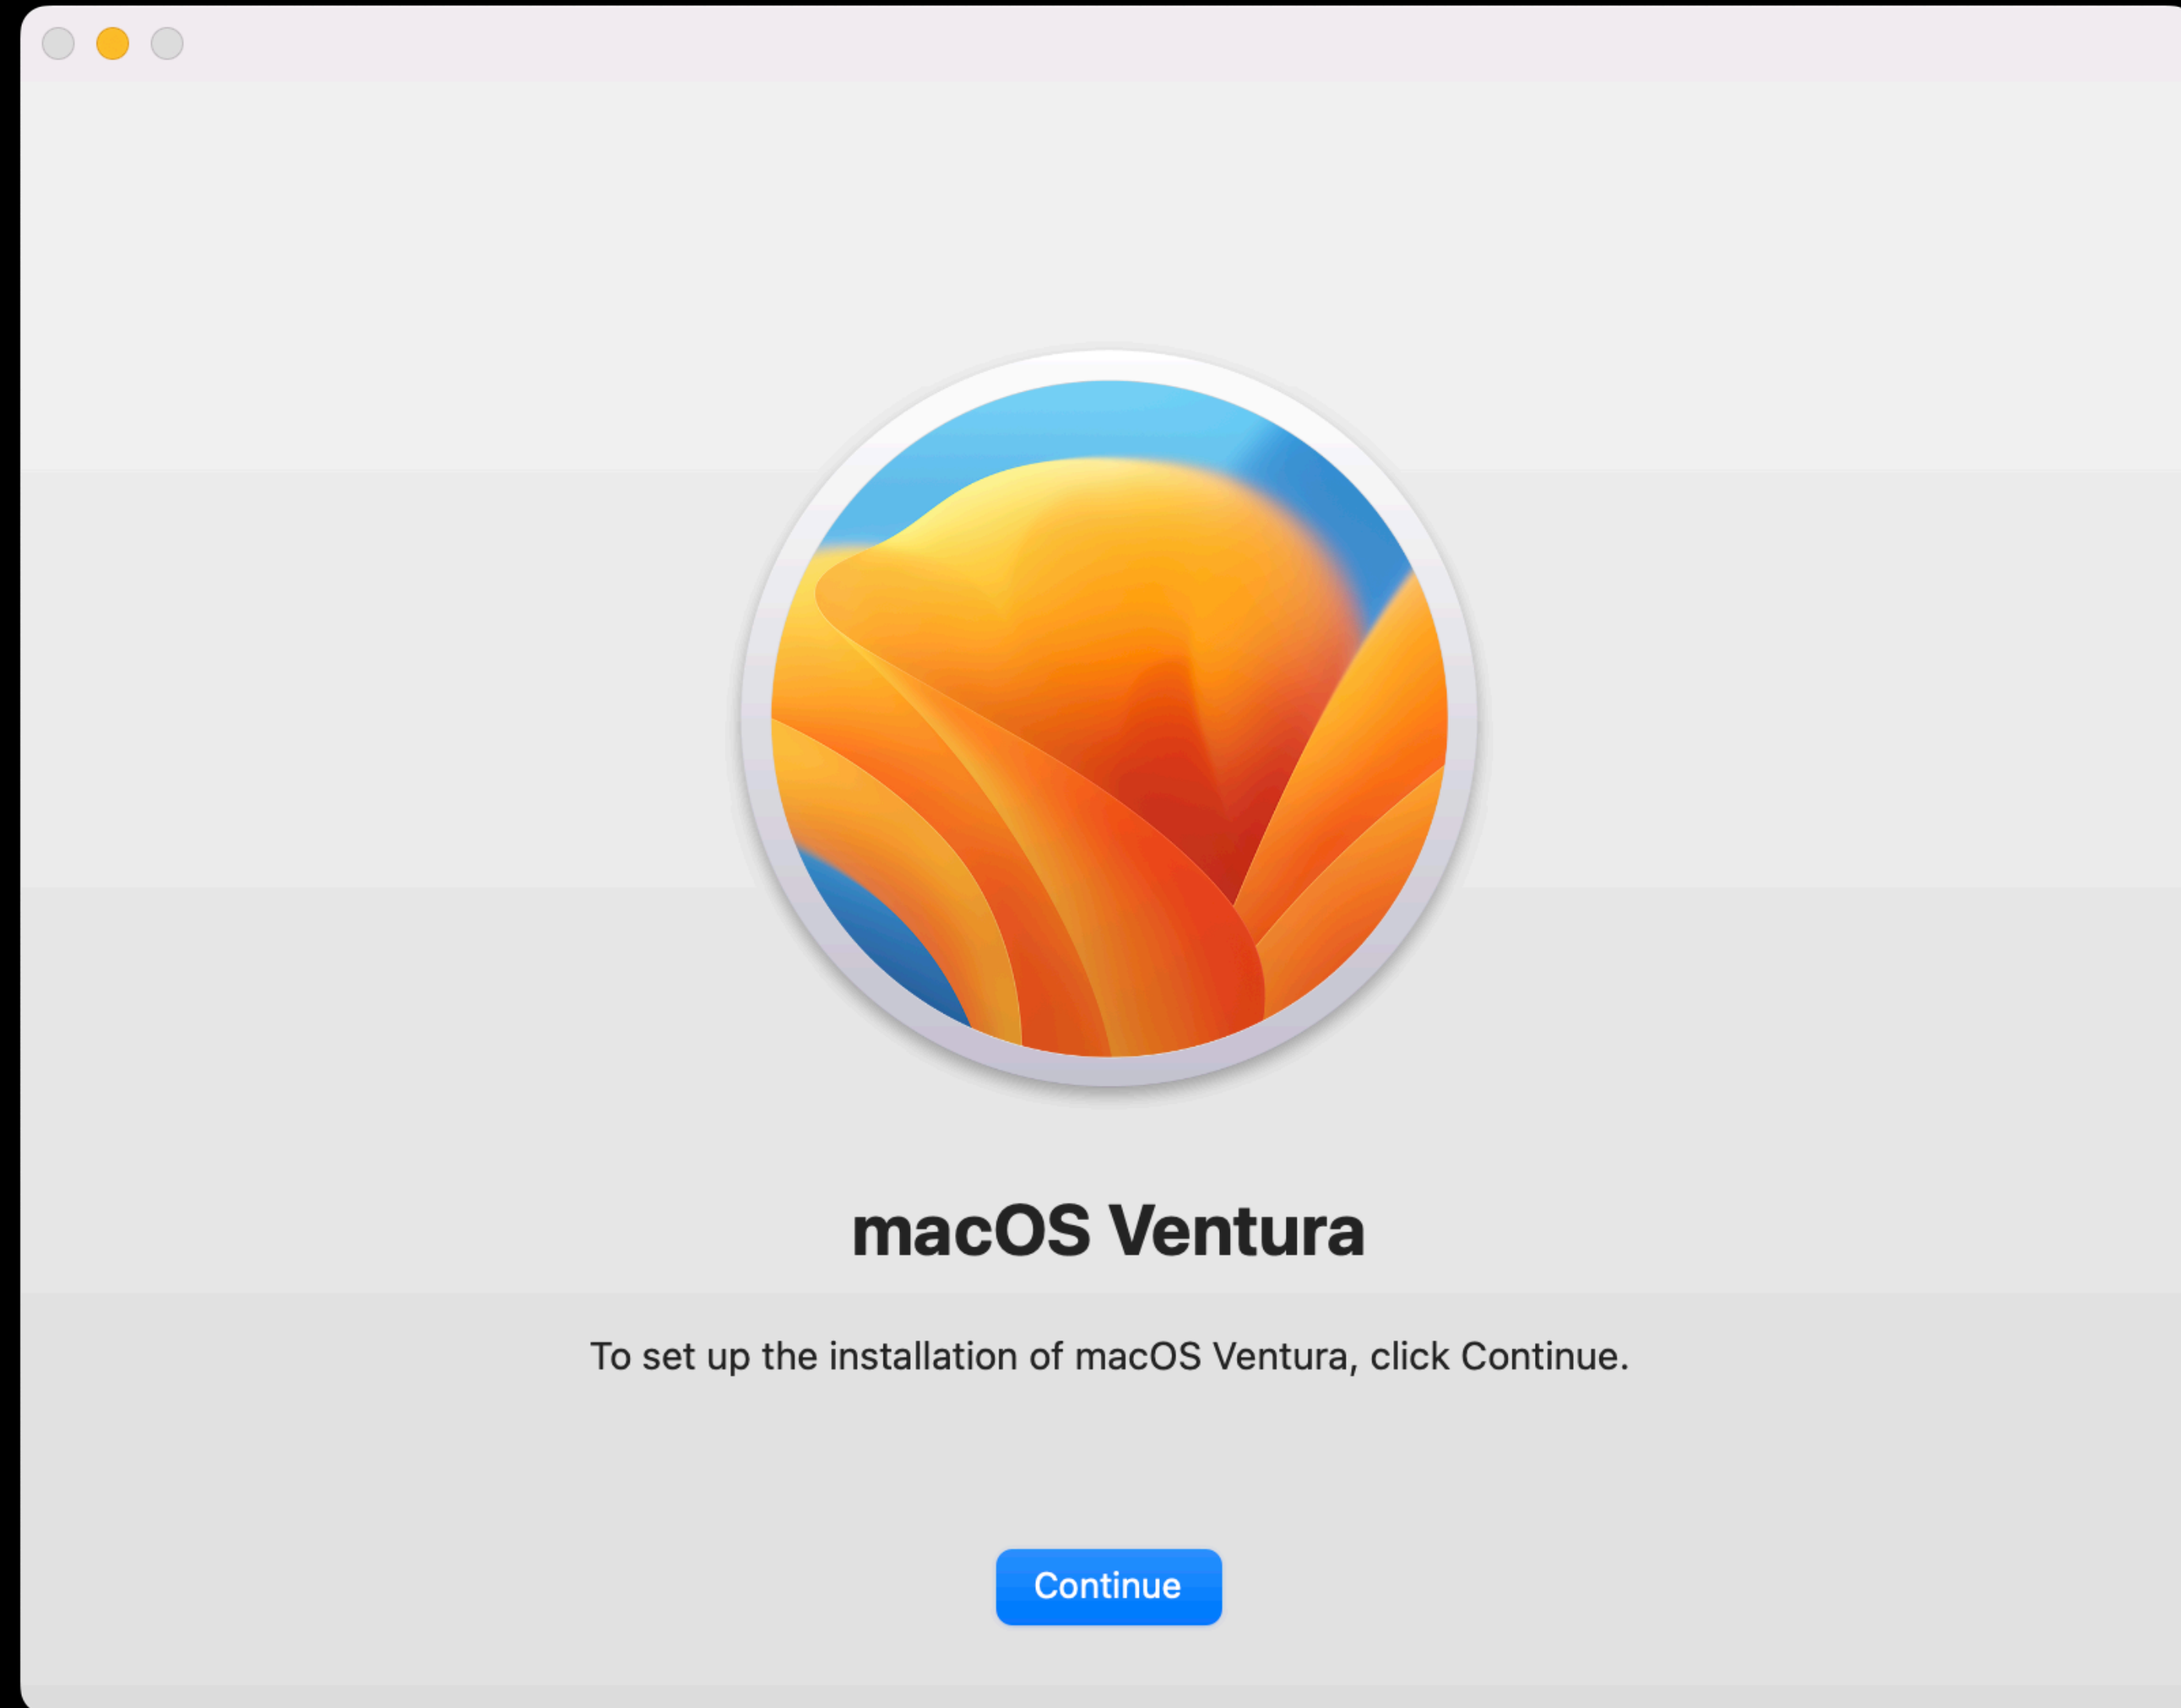 macOS Ventura
To set up the installation of macOS Ventura, click Continue.
Continue